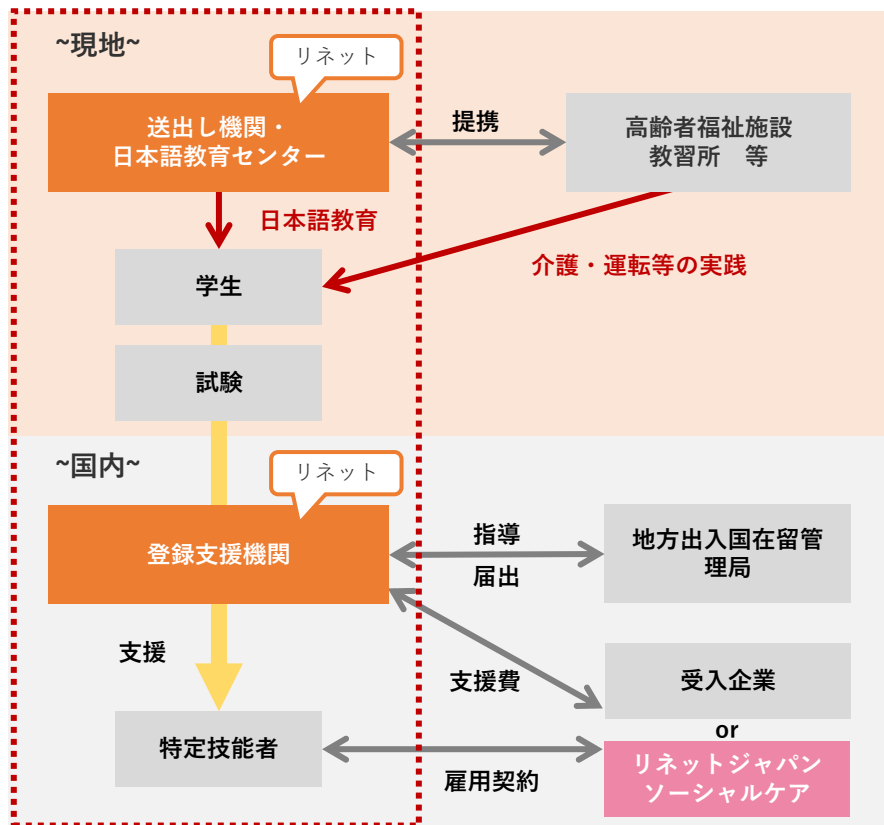 ~現地~
リネット
送出し機関・
日本語教育センター
提携
高齢者福祉施設
教習所　等
日本語教育
介護・運転等の実践
学生
試験
~国内~
リネット
登録支援機関
指導
届出
地方出入国在留管
理局
支援
支援費
受入企業
or
特定技能者
雇用契約
リネットジャパン
ソーシャルケア